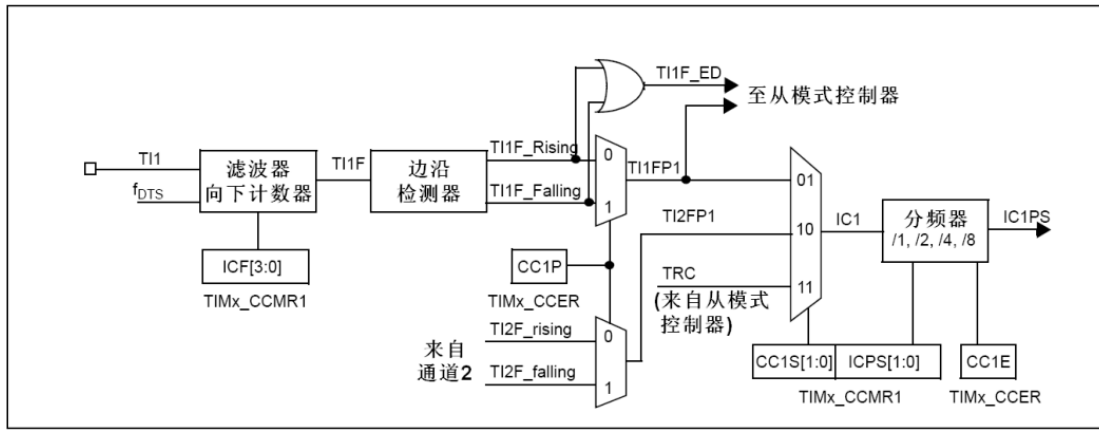 TI1F_ED
至从模式控制器
TI1
f_DTS
滤波器
向下计数器
TI1F
边沿
检测器
TI1F_Rising
TI1F_Falling
0
1
TI1FP1
TI2FP1
TRC
(来自从模式
控制器)
01
10
11
IC1
分频器
/1, /2, /4, /8
IC1PS
ICF[3:0]
TIMx_CCMR1
CC1P
TIMx_CCER
来自
通道2
TI2F_rising
TI2F_falling
0
1
CC1S[1:0]
ICPS[1:0]
TIMx_CCMR1
CC1E
TIMx_CCER